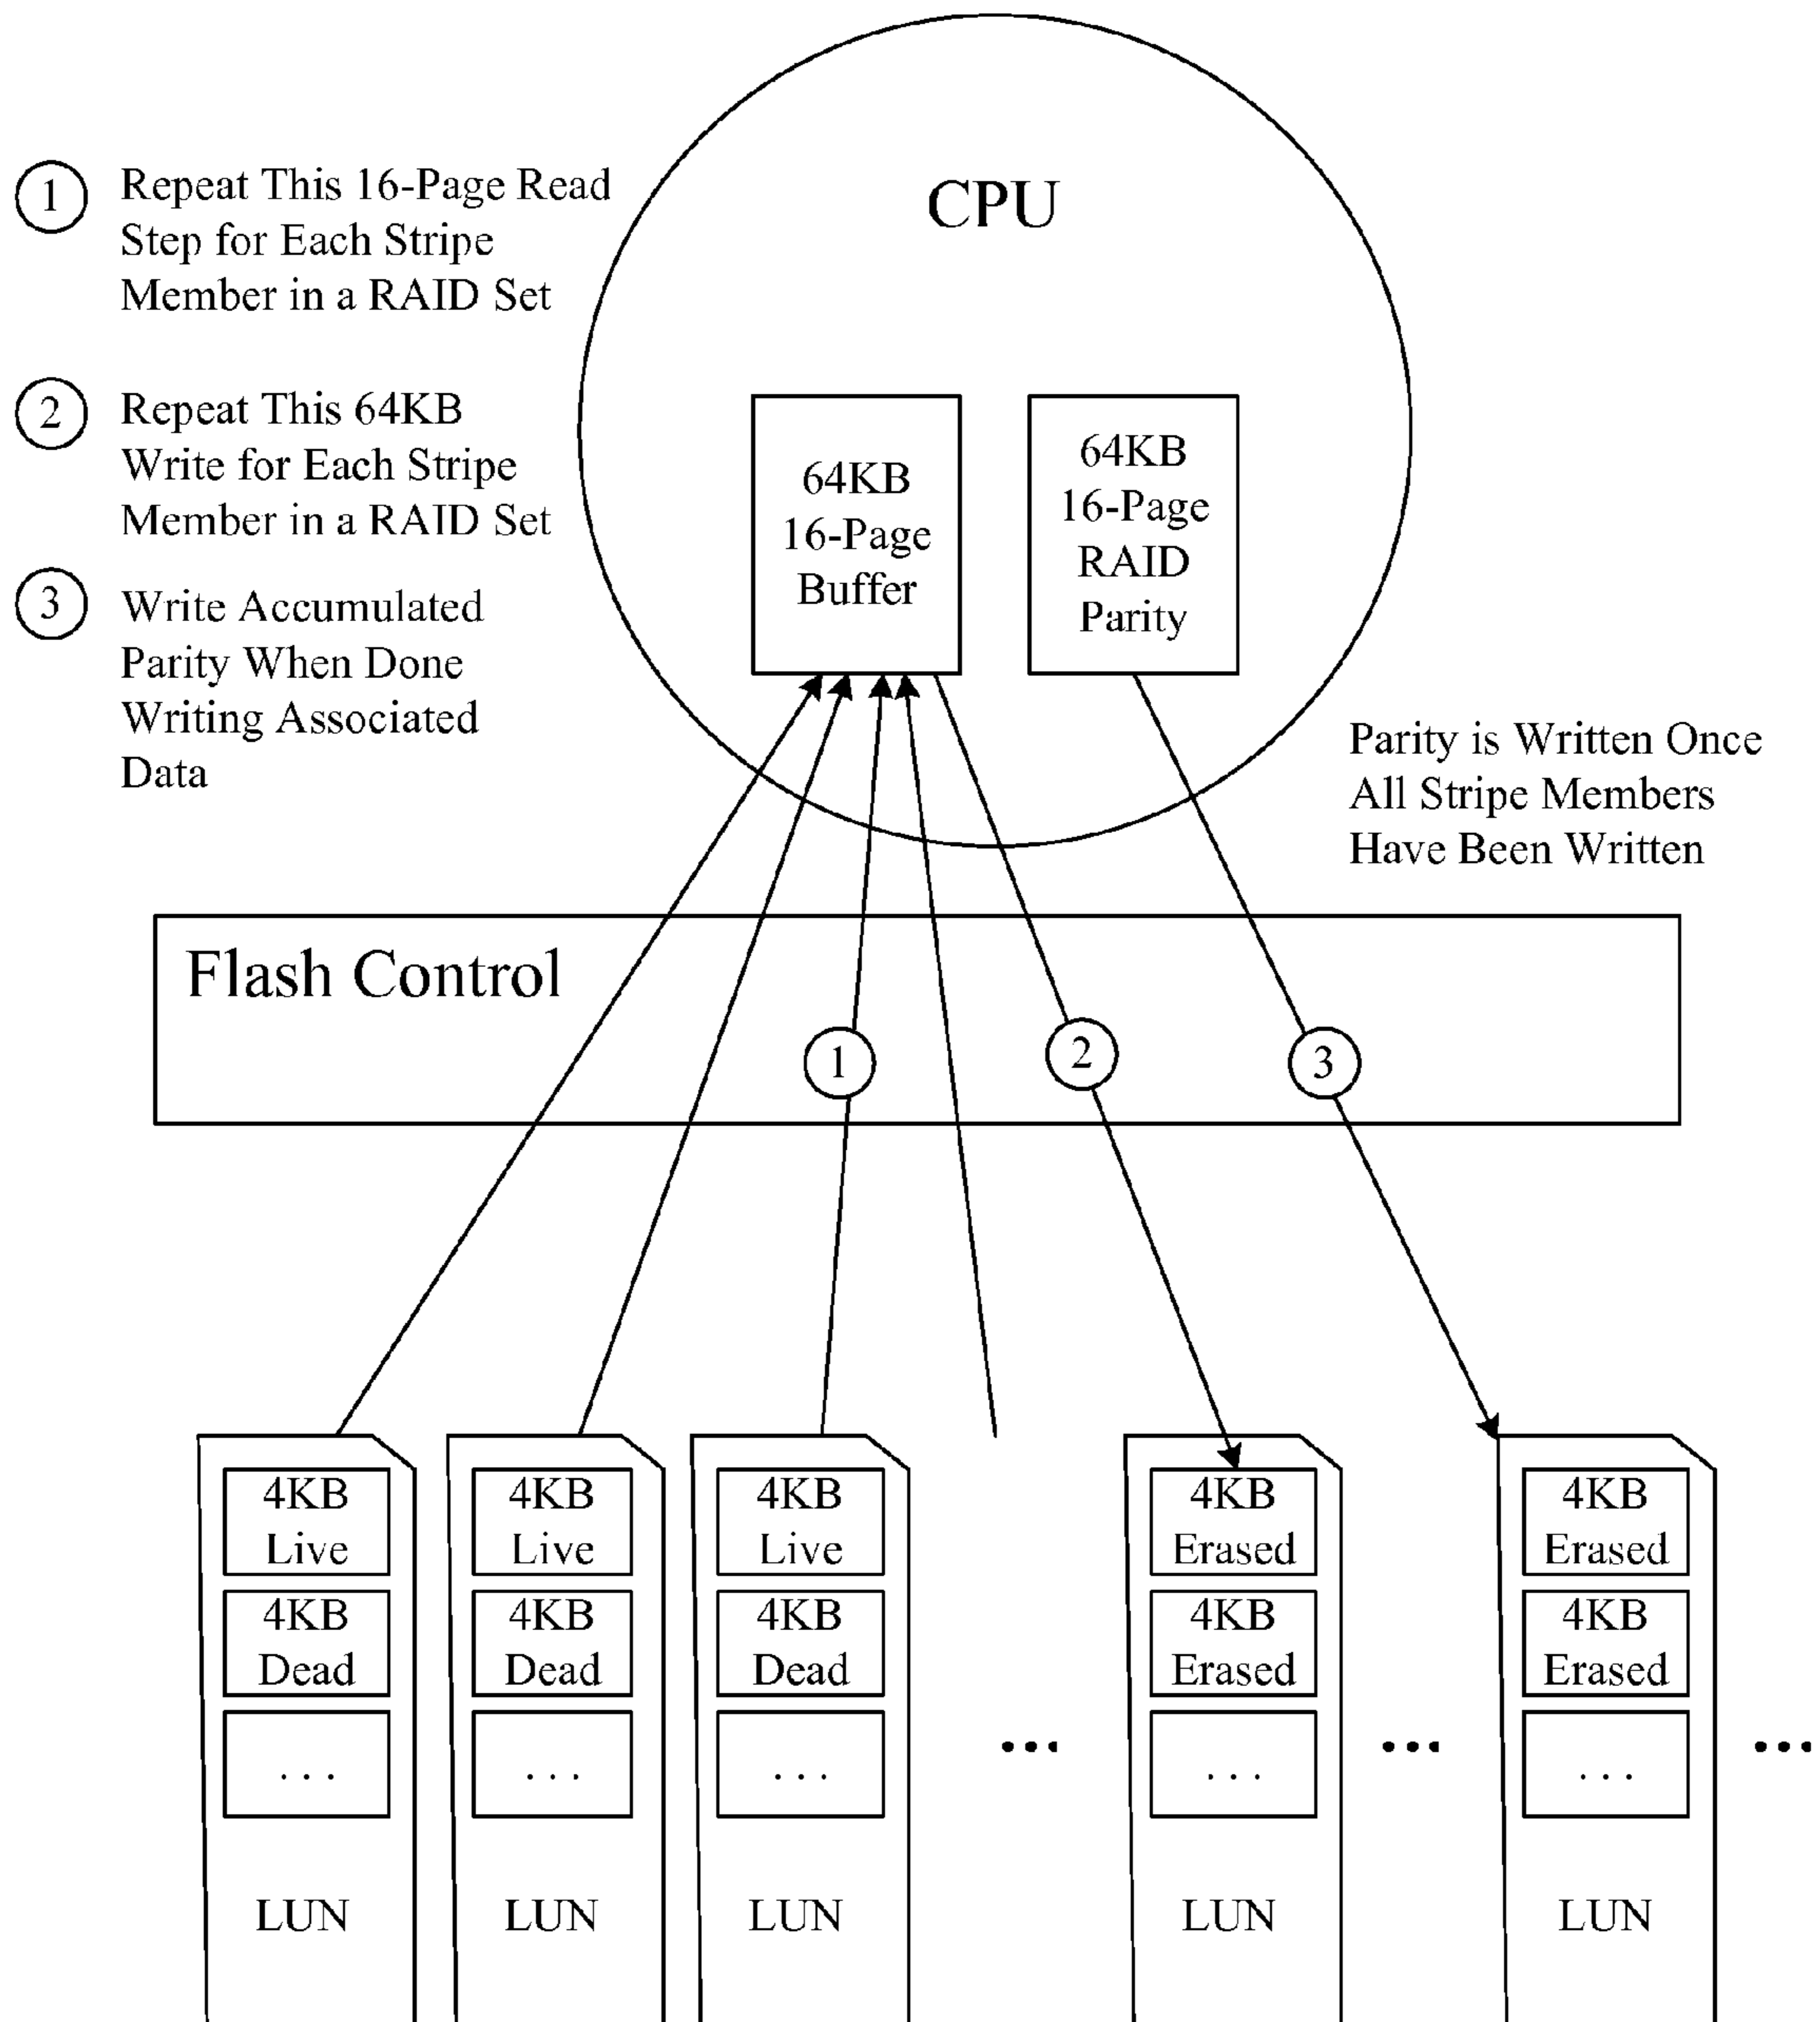 1
Repeat This 16-Page Read
Step for Each Stripe
Member in a RAID Set
2
Repeat This 64KB
Write for Each Stripe
Member in a RAID Set
3
Write Accumulated
Parity When Done
Writing Associated
Data
CPU
64KB
16-Page
Buffer
64KB
16-Page
RAID
Parity
Parity is Written Once
All Stripe Members
Have Been Written
Flash Control
1
2
3
4KB
Live
4KB
Dead
. . .
LUN
4KB
Live
4KB
Dead
. . .
LUN
4KB
Live
4KB
Dead
. . .
LUN
...
4KB
Erased
4KB
Erased
. . .
LUN
...
4KB
Erased
4KB
Erased
. . .
LUN
...